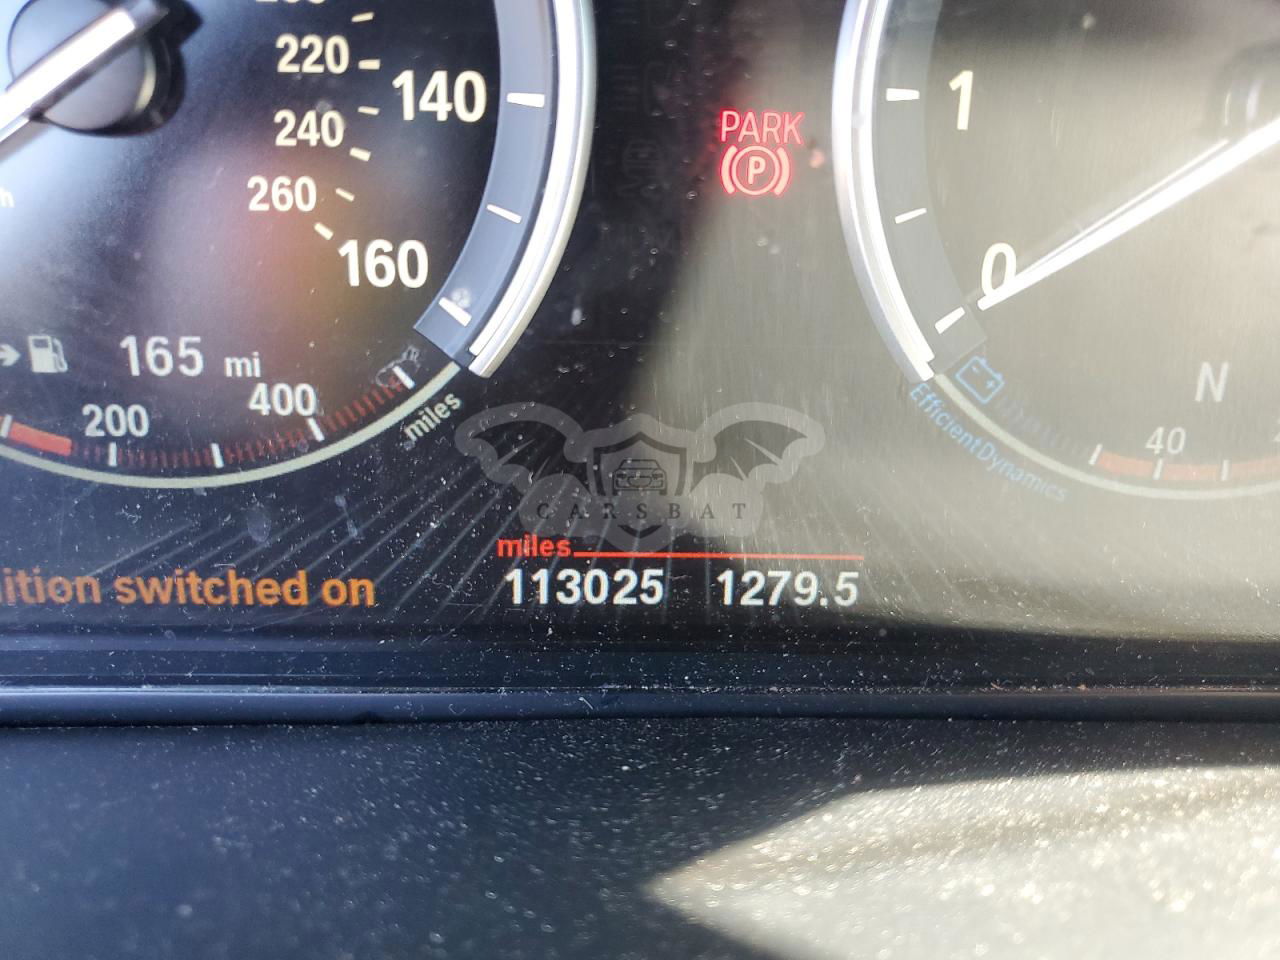 220
140
240
260
160
165 mi
200
400
miles
PARK
P
1
0
N
40
EfficientDynamics
CARSBAT
miles
ition switched on
113025 1279.5